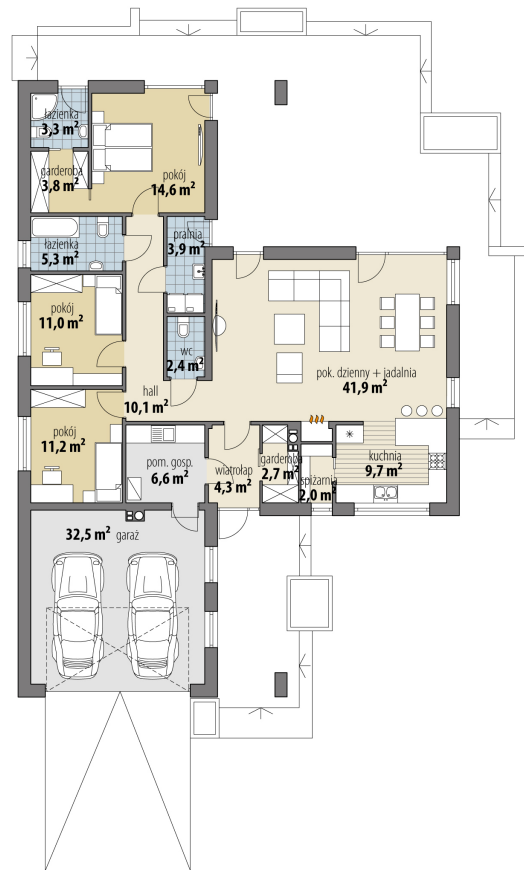 łazienka
3,3 m²
garderoba
3,8 m²
pokój
14,6 m²
pralnia
3,9 m²
łazienka
5,3 m²
pokój
11,0 m²
wc
2,4 m²
pok. dzienny + jadalnia
41,9 m²
hall
10,1 m²
pokój
11,2 m²
pom. gosp.
6,6 m²
wiatrołap
4,3 m²
garderoba
2,7 m²
spiżarnia
2,0 m²
kuchnia
9,7 m²
32,5 m² garaż